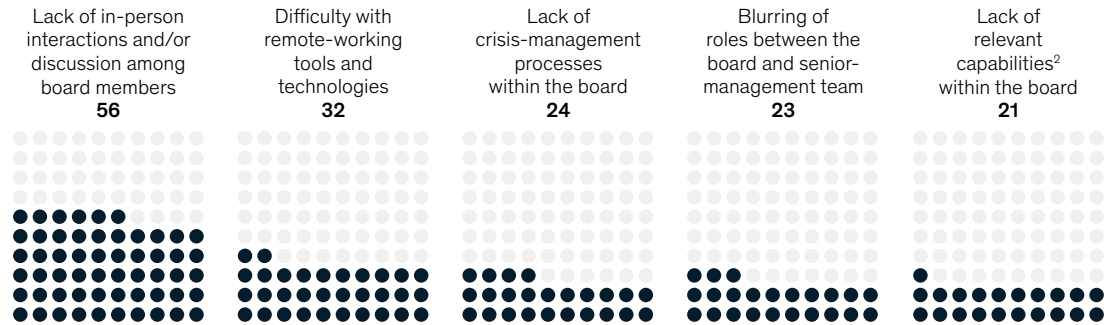 Lack of in-person
interactions and/or
discussion among
board members
56
Difficulty with
remote-working
tools and
technologies
32
Lack of
crisis-management
processes
within the board
24
Blurring of
roles between the
board and senior-
management team
23
Lack of
relevant
capabilities²
within the board
21